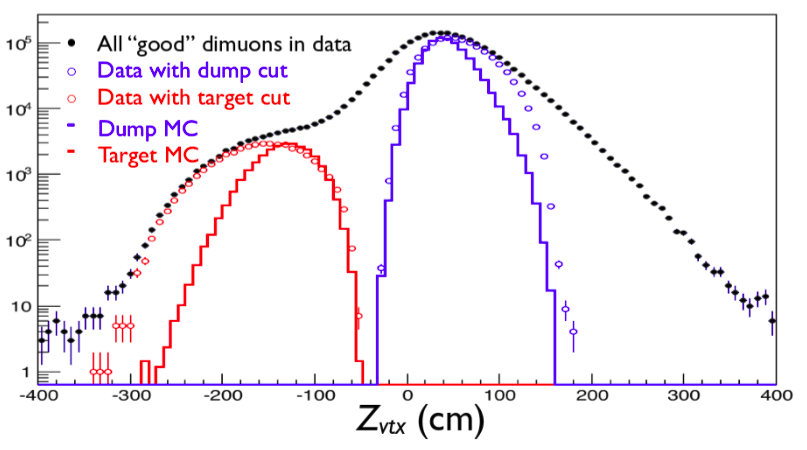 All “good” dimuons in data
Data with dump cut
Data with target cut
Dump MC
Target MC
10⁵
10⁴
10³
10²
10
1
-400 -300 -200 -100 0 100 200 300 400
Zvtx (cm)